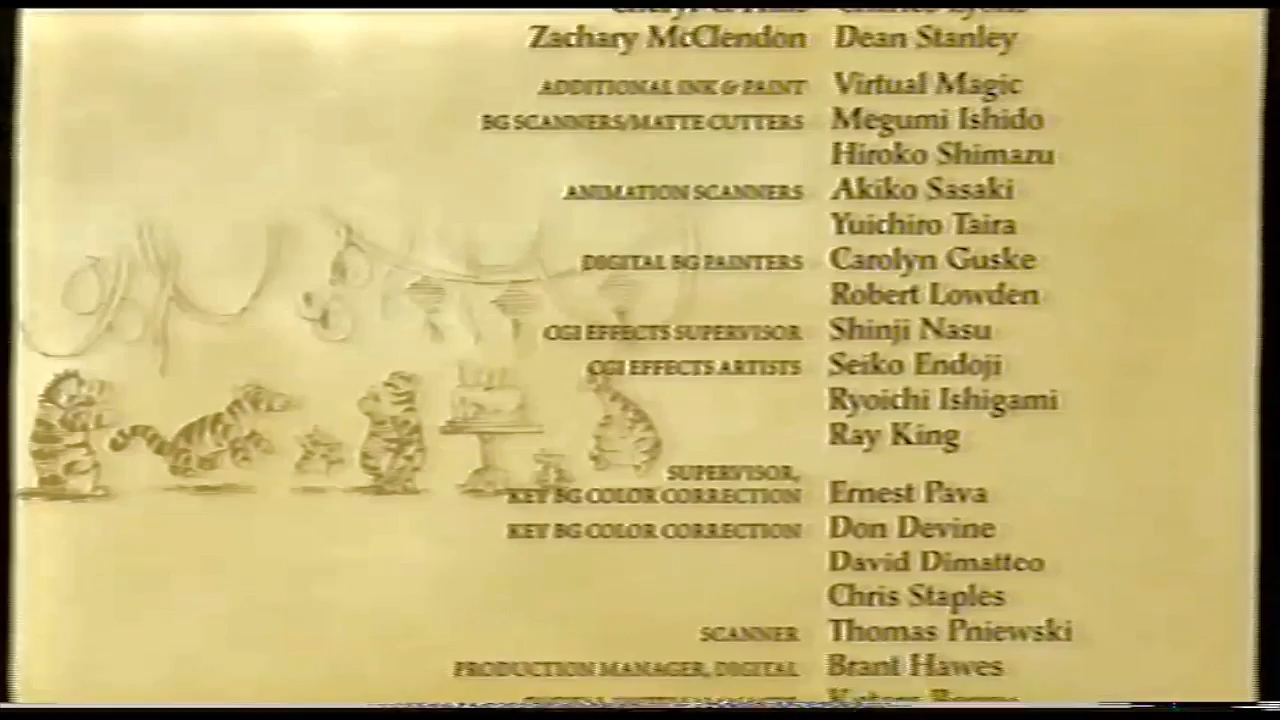 Zachary McClendon Dean Stanley
ADDITIONAL INK & PAINT Virtual Magic
BG SCANNERS/MATTE CUTTERS Megumi Ishido
Hiroko Shimazu
ANIMATION SCANNERS Akiko Sasaki
Yuichiro Taira
DIGITAL BG PAINTERS Carolyn Guske
Robert Lowden
CGI EFFECTS SUPERVISOR Shinji Nasu
CGI EFFECTS ARTISTS Seiko Endoji
Ryoichi Ishigami
Ray King
SUPERVISOR,
KEY BG COLOR CORRECTION Ernest Pava
KEY BG COLOR CORRECTION Don Devine
David Dimatteo
Chris Staples
SCANNER Thomas Pniewski
PRODUCTION MANAGER, DIGITAL Brant Hawes